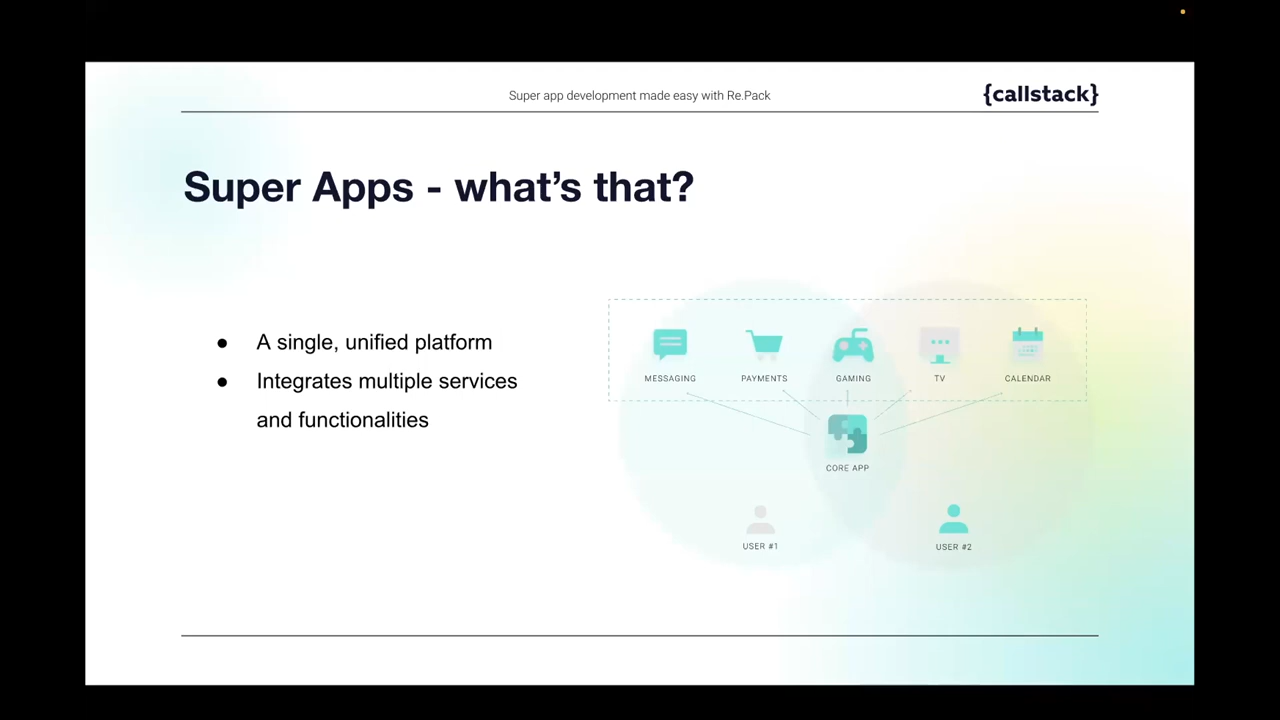 Super app development made easy with Re.Pack
{callstack}
Super Apps - what's that?
● A single, unified platform
● Integrates multiple services
and functionalities
MESSAGING
PAYMENTS
GAMING
TV
CALENDAR
CORE APP
USER #1
USER #2